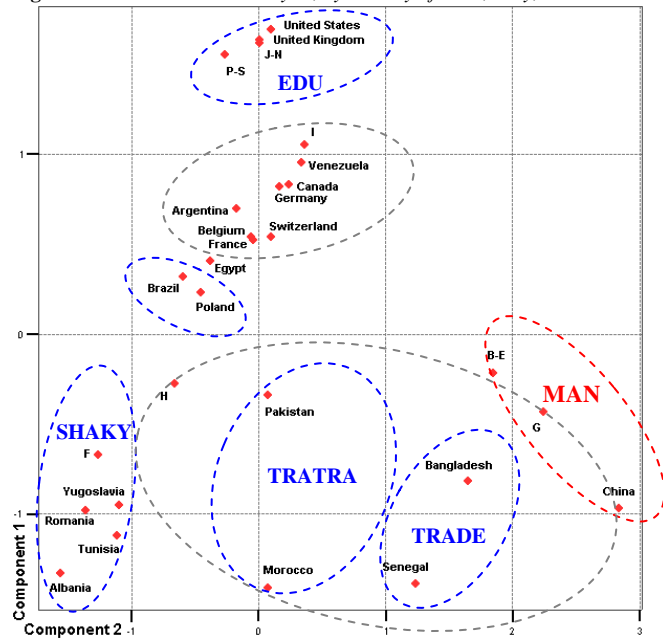 United States
United Kingdom
J-N
P-S
EDU
I
1
Venezuela
Canada
Germany
Argentina
Switzerland
Belgium
France
Egypt
Brazil
Poland
0
B-E
H
MAN
Pakistan
G
SHAKY
F
Bangladesh
TRATRA
Yugoslavia
China
-1
Romania
TRADE
Tunisia
Morocco
Senegal
Albania
Component 1
Component 2
-1
0
1
2
3